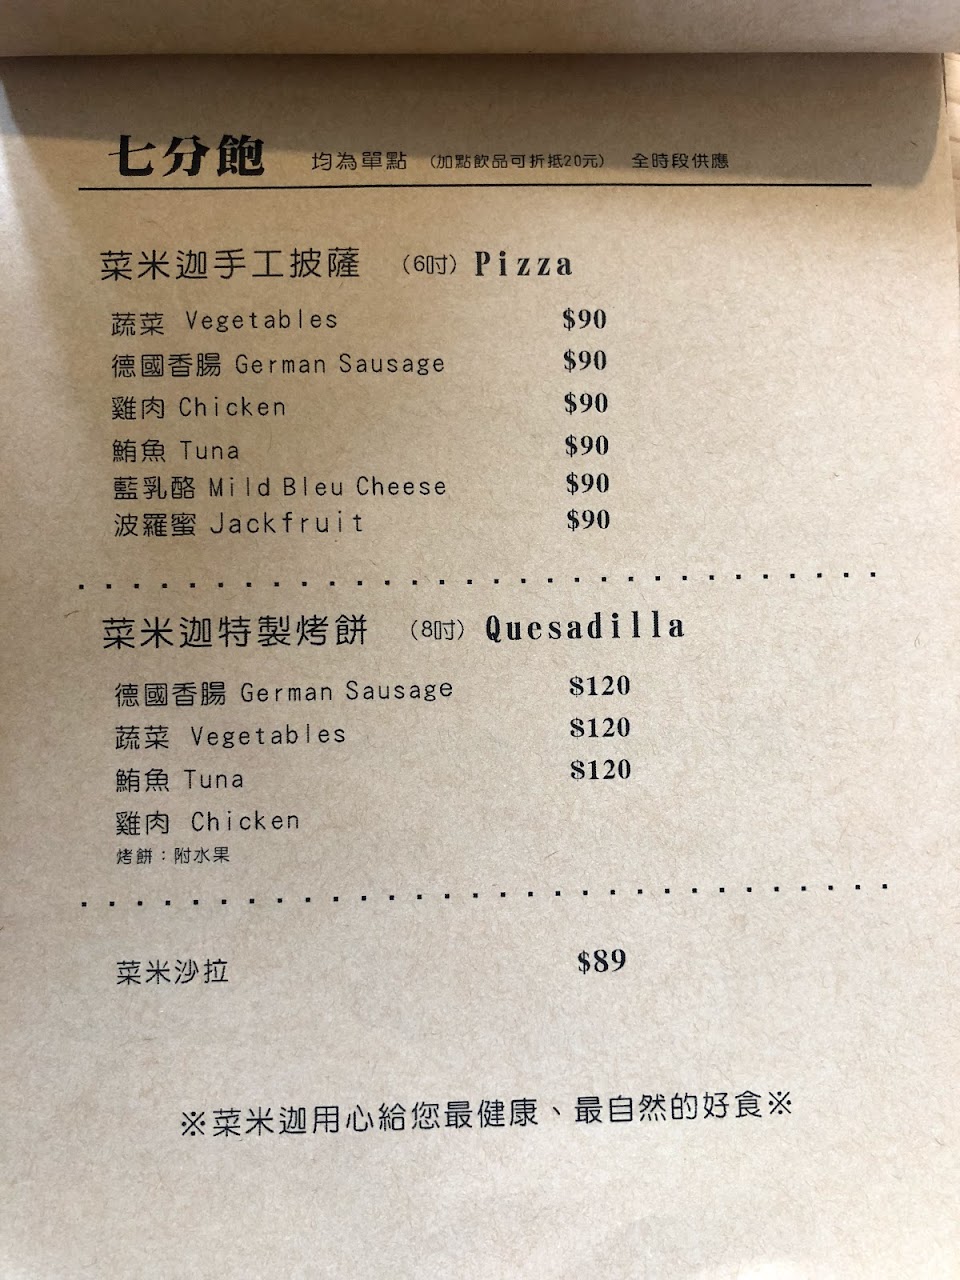 七分飽 均為單點 （加點飲品可折抵20元） 全時段供應
菜米迦手工披薩 （6吋） Pizza
蔬菜 Vegetables $90
德國香腸 German Sausage $90
雞肉 Chicken $90
鮪魚 Tuna $90
藍乳酪 Mild Bleu Cheese $90
波羅蜜 Jackfruit $90
菜米迦特製烤餅 （8吋） Quesadilla
德國香腸 German Sausage $120
蔬菜 Vegetables $120
鮪魚 Tuna $120
雞肉 Chicken
烤餅：附水果
菜米沙拉 $89
※菜米迦用心給您最健康、最自然的好食※